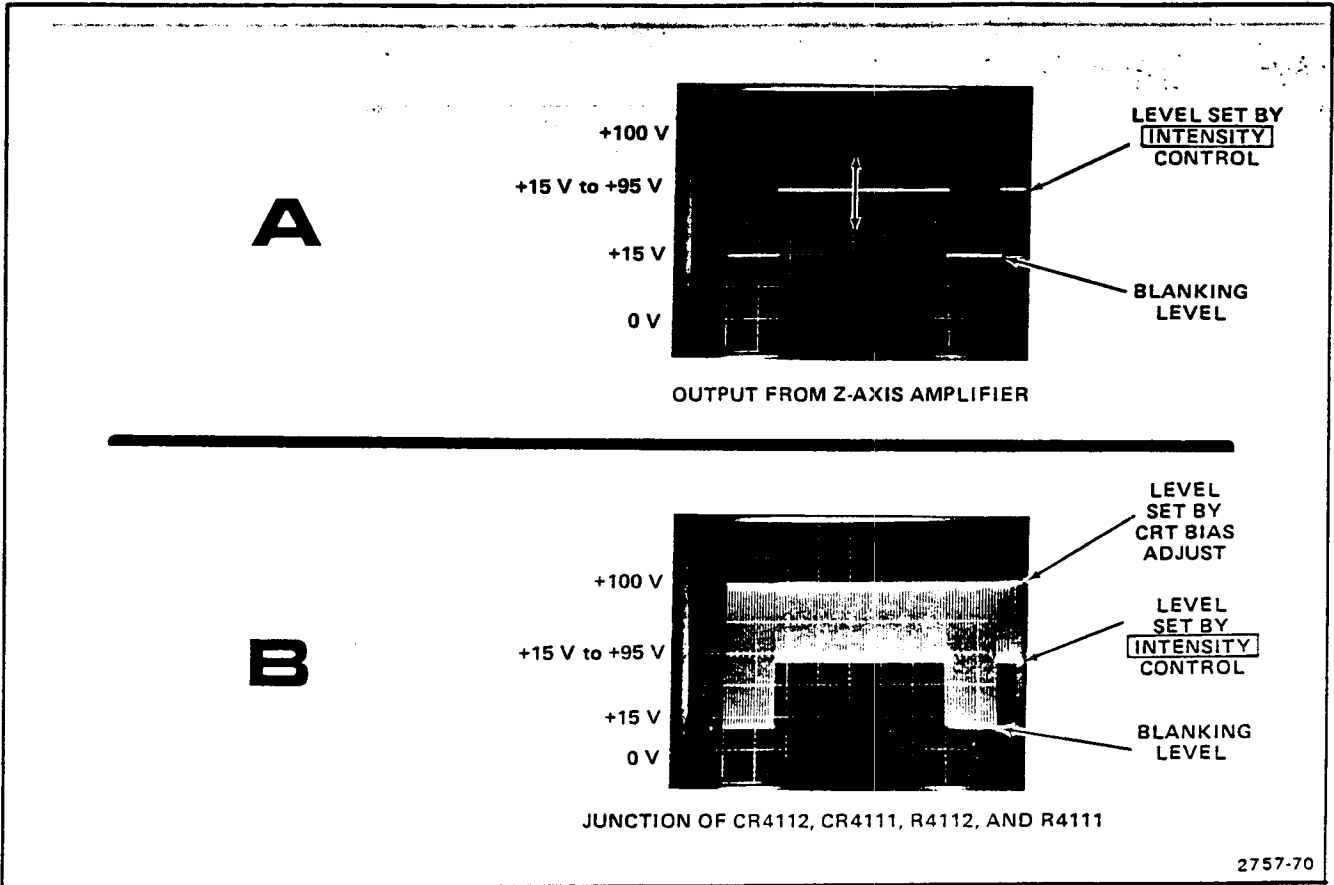 A
+100 V
+15 V to +95 V
+15 V
0 V
LEVEL SET BY
INTENSITY
CONTROL
BLANKING
LEVEL
OUTPUT FROM Z-AXIS AMPLIFIER
B
+100 V
+15 V to +95 V
+15 V
0 V
LEVEL
SET BY
CRT BIAS
ADJUST
LEVEL
SET BY
INTENSITY
CONTROL
BLANKING
LEVEL
JUNCTION OF CR4112, CR4111, R4112, AND R4111
2757-70